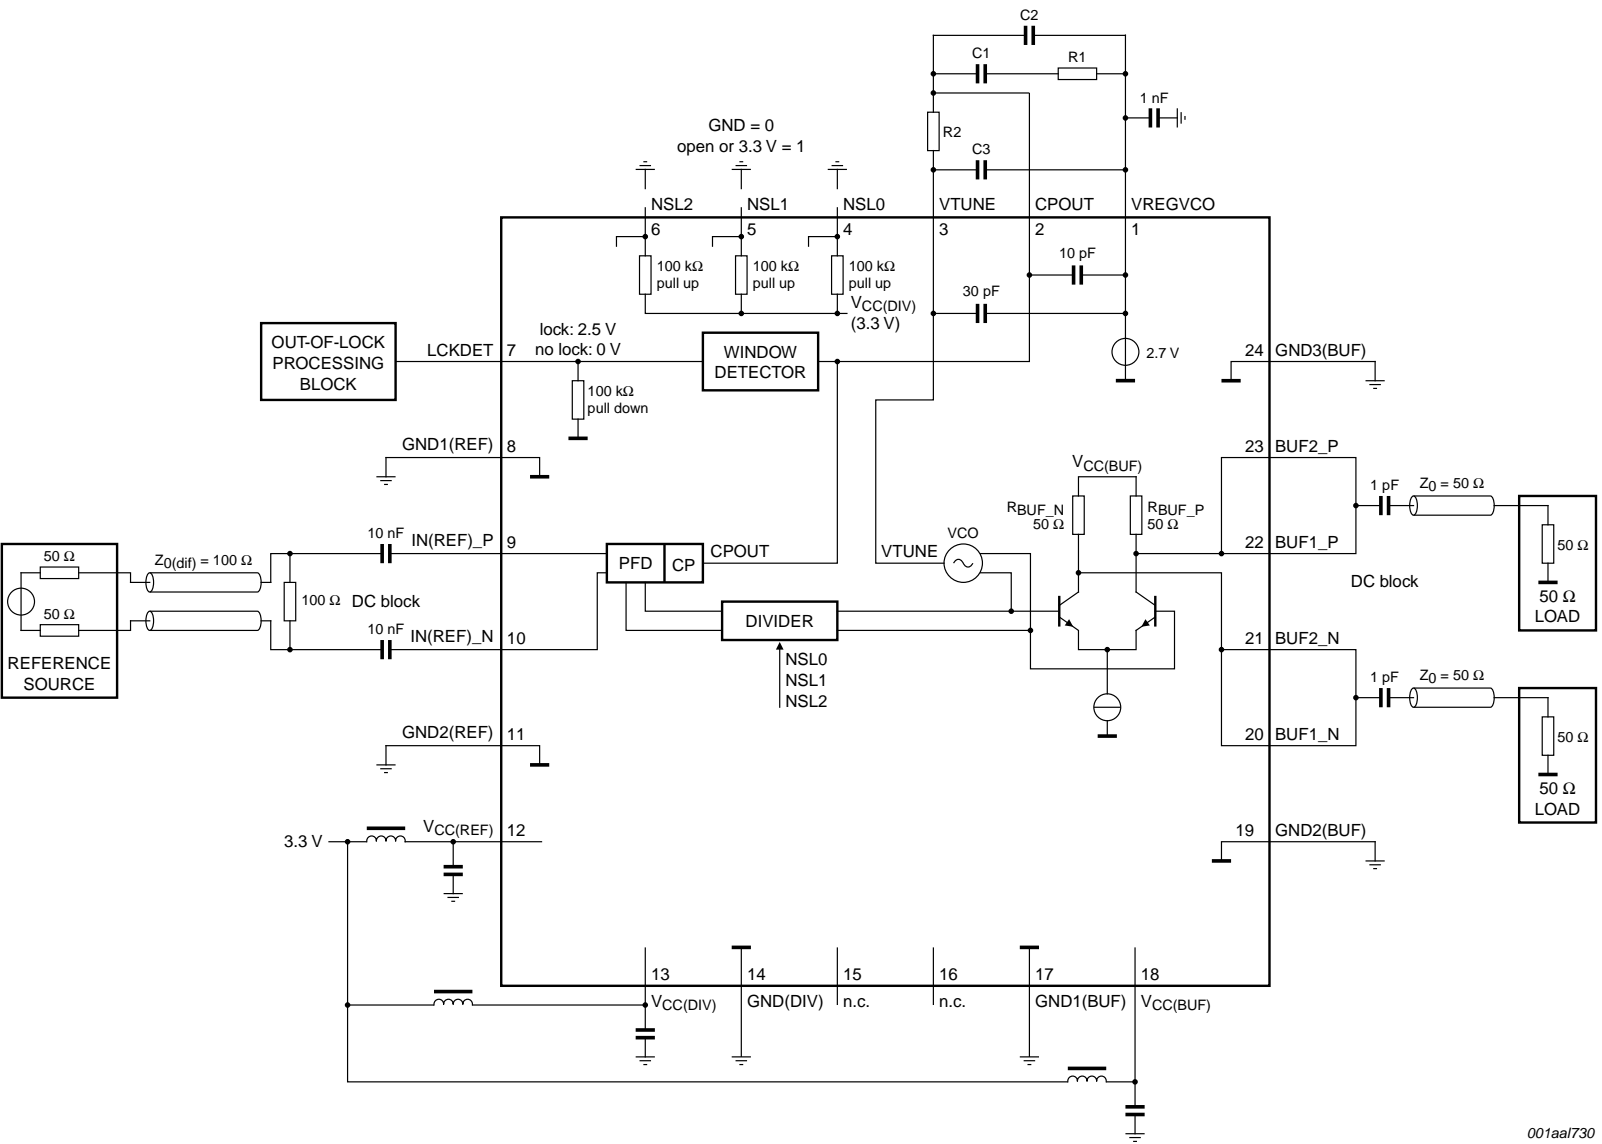 C2
C1
R1
1 nF
GND = 0
open or 3.3 V = 1
R2
C3
NSL2
NSL1
NSL0
VTUNE
CPOUT
VREGVCO
6
5
4
3
2
1
100 kΩ
pull up
100 kΩ
pull up
100 kΩ
pull up
10 pF
30 pF
VCC(DIV)
(3.3 V)
OUT-OF-LOCK
PROCESSING
BLOCK
LCKDET
7
lock: 2.5 V
no lock: 0 V
WINDOW
DETECTOR
2.7 V
24
GND3(BUF)
100 kΩ
pull down
GND1(REF)
8
23
BUF2_P
VCC(BUF)
RBUF_N
50 Ω
RBUF_P
50 Ω
1 pF
Z0 = 50 Ω
50 Ω
50 Ω
LOAD
10 nF
IN(REF)_P
9
PFD
CP
CPOUT
VTUNE
VCO
22
BUF1_P
DC block
50 Ω
50 Ω
REFERENCE
SOURCE
Z0(dif) = 100 Ω
100 Ω
DC block
10 nF
IN(REF)_N
10
DIVIDER
NSL0
NSL1
NSL2
21
BUF2_N
1 pF
Z0 = 50 Ω
50 Ω
50 Ω
LOAD
GND2(REF)
11
20
BUF1_N
3.3 V
VCC(REF)
12
19
GND2(BUF)
13
14
15
16
17
18
VCC(DIV)
GND(DIV)
n.c.
n.c.
GND1(BUF)
VCC(BUF)
001aal730